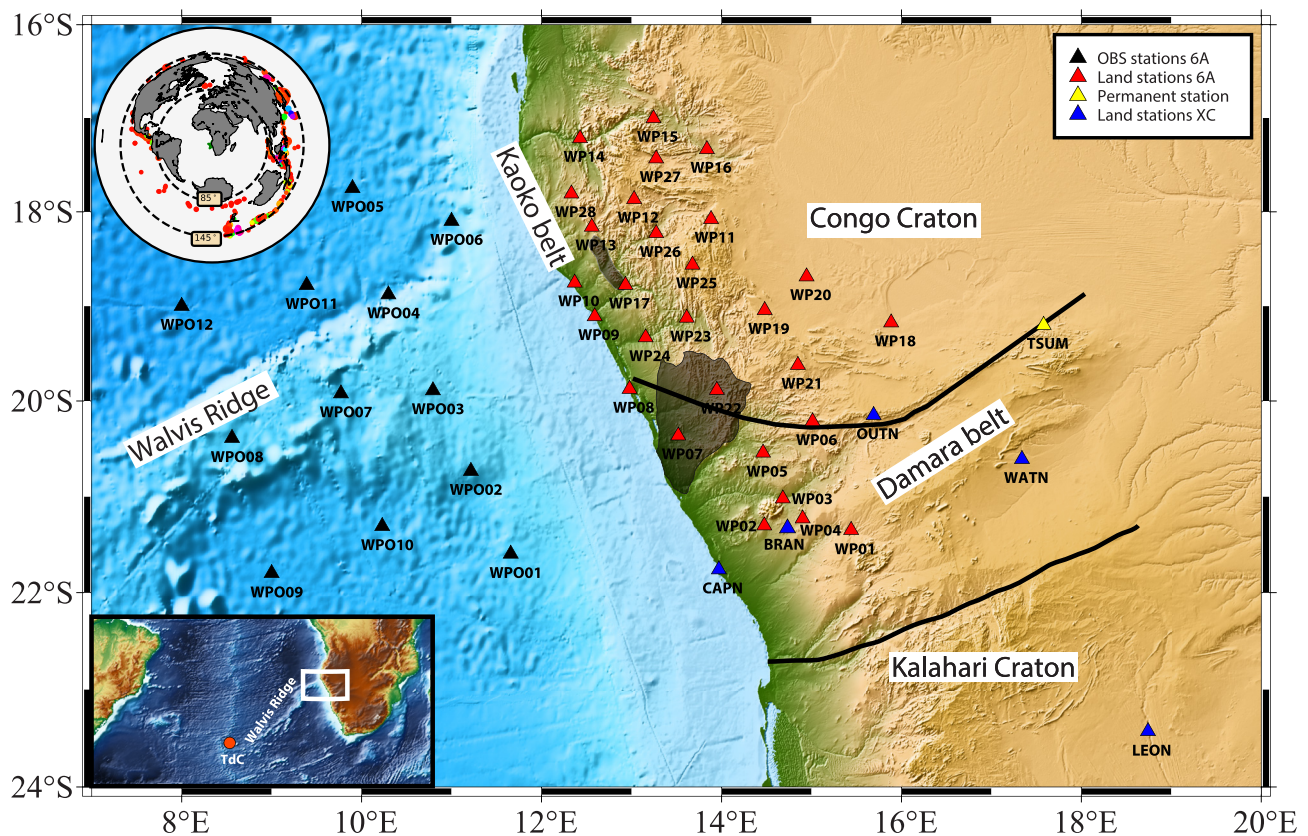 16°S
18°S
20°S
22°S
24°S
8°E
10°E
12°E
14°E
16°E
18°E
20°E
85°
145°
OBS stations 6A
Land stations 6A
Permanent station
Land stations XC
Kaoko belt
Congo Craton
Walvis Ridge
Damara belt
Kalahari Craton
WP15
WP14
WP16
WP27
WPO05
WP28
WP12
WPO06
WP13
WP11
WP26
WP25
WPO11
WP10
WP17
WP20
WPO04
WPO12
WP09
WP23
WP19
WP18
TSUM
WP24
WP21
WPO07
WPO03
WP08
WP22
WP06
OUTN
WPO08
WP07
WP05
WPO02
WATN
WP03
WPO10
WP02
WP04
BRAN
WP01
WPO01
WPO09
CAPN
LEON
Walvis Ridge
TdC